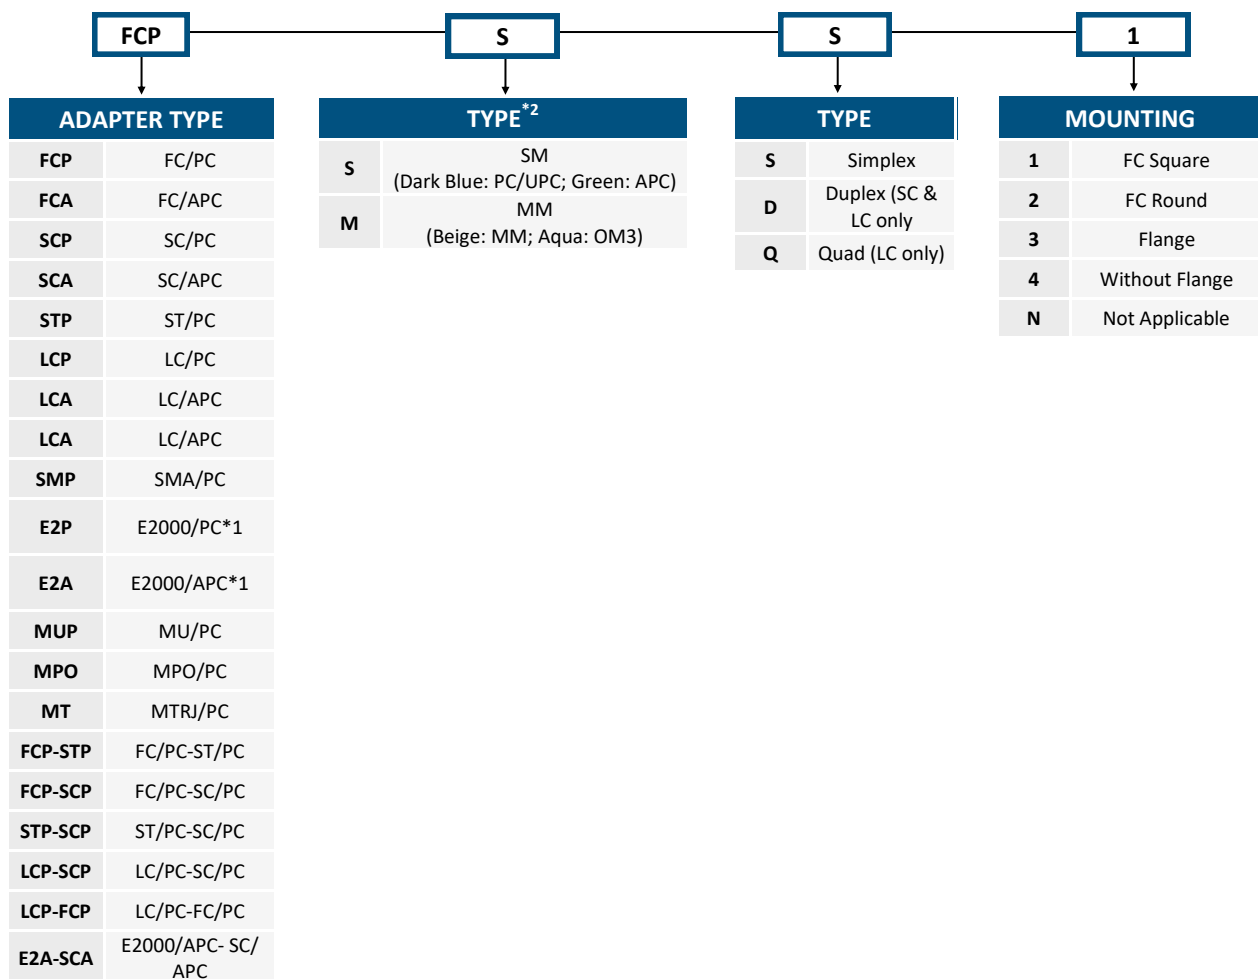 FCP S S 1
ADAPTER TYPE
FCP FC/PC
FCA FC/APC
SCP SC/PC
SCA SC/APC
STP ST/PC
LCP LC/PC
LCA LC/APC
LCA LC/APC
SMP SMA/PC
E2P E2000/PC*1
E2A E2000/APC*1
MUP MU/PC
MPO MPO/PC
MT MTRJ/PC
FCP-STP FC/PC-ST/PC
FCP-SCP FC/PC-SC/PC
STP-SCP ST/PC-SC/PC
LCP-SCP LC/PC-SC/PC
LCP-FCP LC/PC-FC/PC
E2A-SCA E2000/APC- SC/
APC
TYPE*2
S SM
(Dark Blue: PC/UPC; Green: APC)
M MM
(Beige: MM; Aqua: OM3)
TYPE
S Simplex
D Duplex (SC &
LC only
Q Quad (LC only)
MOUNTING
1 FC Square
2 FC Round
3 Flange
4 Without Flange
N Not Applicable